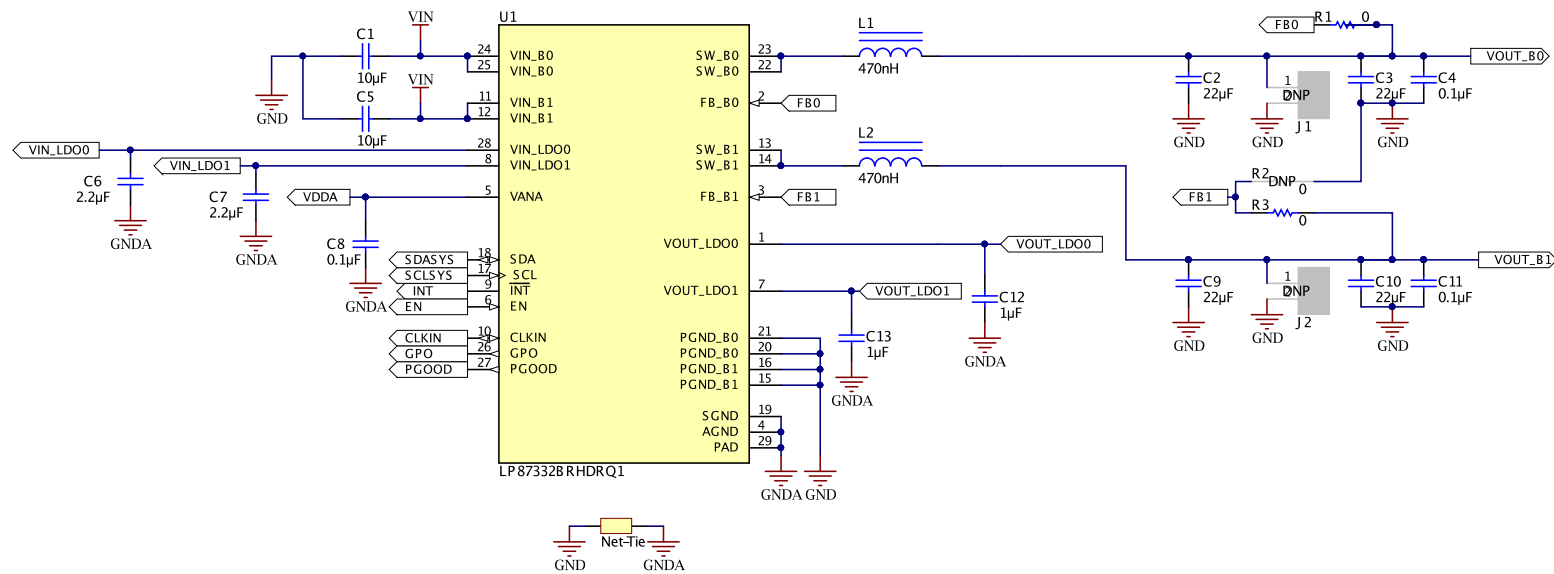 U1
VIN
C1
10µF
VIN
C5
10µF
GND
VIN_LDO0
C6
2.2µF
GNDA
VIN_LDO1
C7
2.2µF
GNDA
VDDA
C8
0.1µF
GNDA
SDASYS
SCLSYS
INT
EN
CLKIN
GPO
PGOOD
24 VIN_B0
25 VIN_B0
11 VIN_B1
12 VIN_B1
28 VIN_LDO0
8 VIN_LDO1
5 VANA
18 SDA
17 SCL
9 INT
6 EN
10 CLKIN
26 GPO
27 PGOOD
SW_B0 23
SW_B0 22
FB_B0 2
SW_B1 13
SW_B1 14
FB_B1 3
VOUT_LDO0 1
VOUT_LDO1 7
PGND_B0 21
PGND_B0 20
PGND_B1 16
PGND_B1 15
SGND 19
AGND 4
PAD 29
LP87332BRHDRQ1
GNDA GND
L1
470nH
FB0
L2
470nH
FB1
VOUT_LDO0
C12
1µF
GNDA
VOUT_LDO1
C13
1µF
GNDA
FB0
R1 0
VOUT_B0
C2
22µF
GND
1
2
DNP
J1
GND
C3
22µF
C4
0.1µF
GND
R2 DNP
0
FB1
R3
0
VOUT_B1
C9
22µF
GND
1
2
DNP
J2
GND
C10
22µF
C11
0.1µF
GND
Net-Tie
GND
GNDA